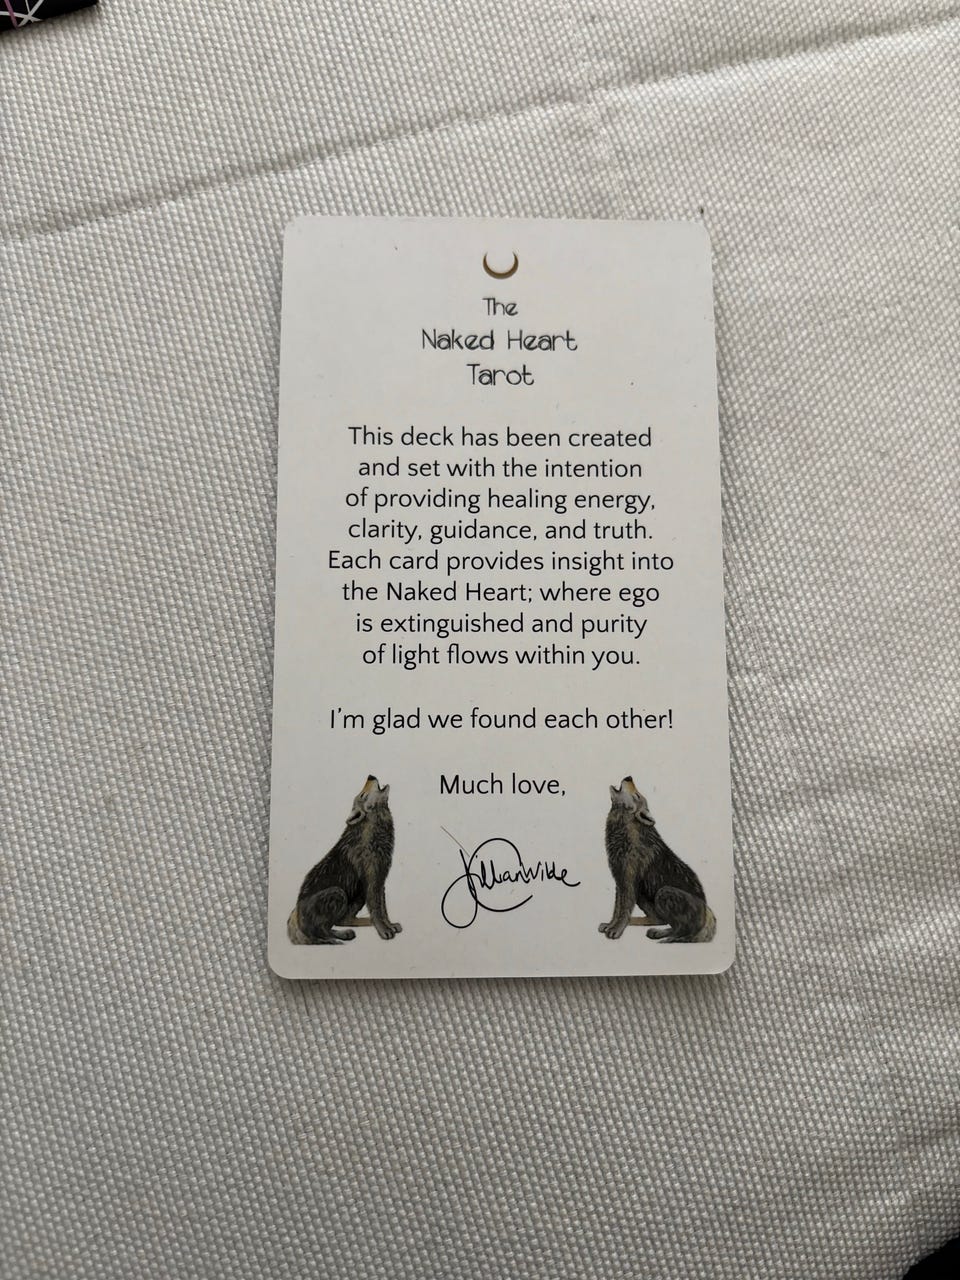 The
Naked Heart
Tarot
This deck has been created
and set with the intention
of providing healing energy,
clarity, guidance, and truth.
Each card provides insight into
the Naked Heart; where ego
is extinguished and purity
of light flows within you.
I'm glad we found each other!
Much love,
Jillian Wilde